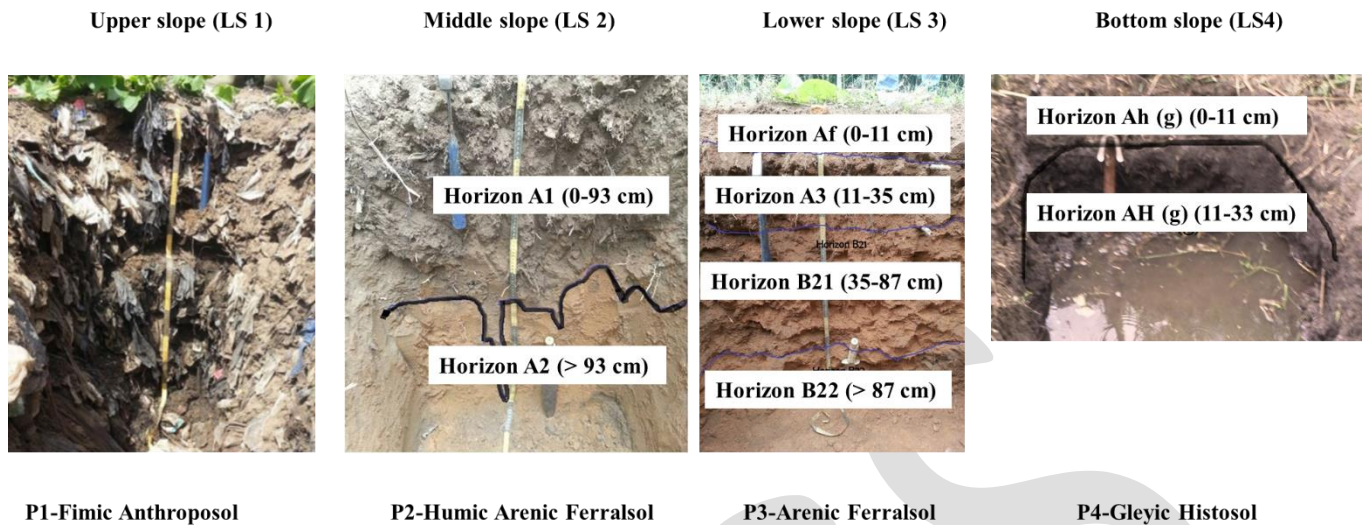 Upper slope (LS 1)
Middle slope (LS 2)
Lower slope (LS 3)
Bottom slope (LS4)
Horizon A1 (0-93 cm)
Horizon A2 (> 93 cm)
Horizon Af (0-11 cm)
Horizon A3 (11-35 cm)
Horizon B21
Horizon B21 (35-87 cm)
Horizon B22 (> 87 cm)
Horizon Ah (g) (0-11 cm)
Horizon AH (g) (11-33 cm)
P1-Fimic Anthroposol
P2-Humic Arenic Ferralsol
P3-Arenic Ferralsol
P4-Gleyic Histosol